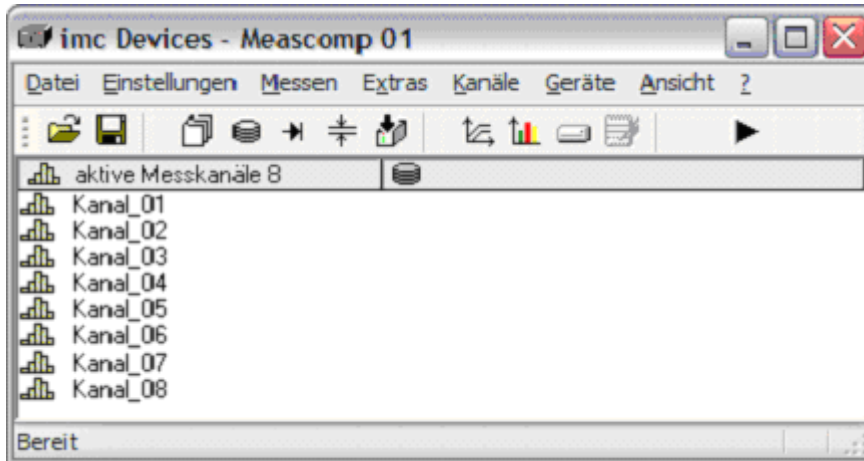 imc Devices - Meascomp 01
Datei Einstellungen Messen Extras Kanäle Geräte Ansicht ?
aktive Messkanäle 8
Kanal_01
Kanal_02
Kanal_03
Kanal_04
Kanal_05
Kanal_06
Kanal_07
Kanal_08
Bereit